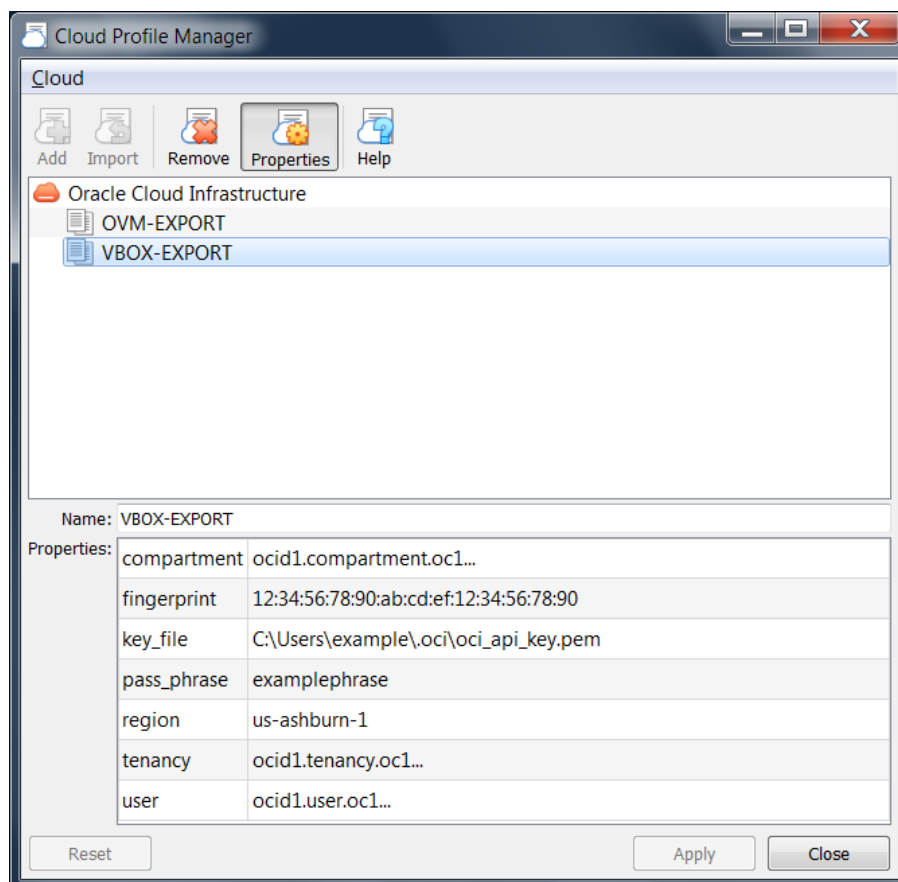 Cloud Profile Manager
Cloud
Add Import Remove Properties Help
Oracle Cloud Infrastructure
OVM-EXPORT
VBOX-EXPORT
Name: VBOX-EXPORT
Properties:
compartment ocid1.compartment.oc1...
fingerprint 12:34:56:78:90:ab:cd:ef:12:34:56:78:90
key_file C:\Users\example\.oci\oci_api_key.pem
pass_phrase examplephrase
region us-ashburn-1
tenancy ocid1.tenancy.oc1...
user ocid1.user.oc1...
Reset Apply Close